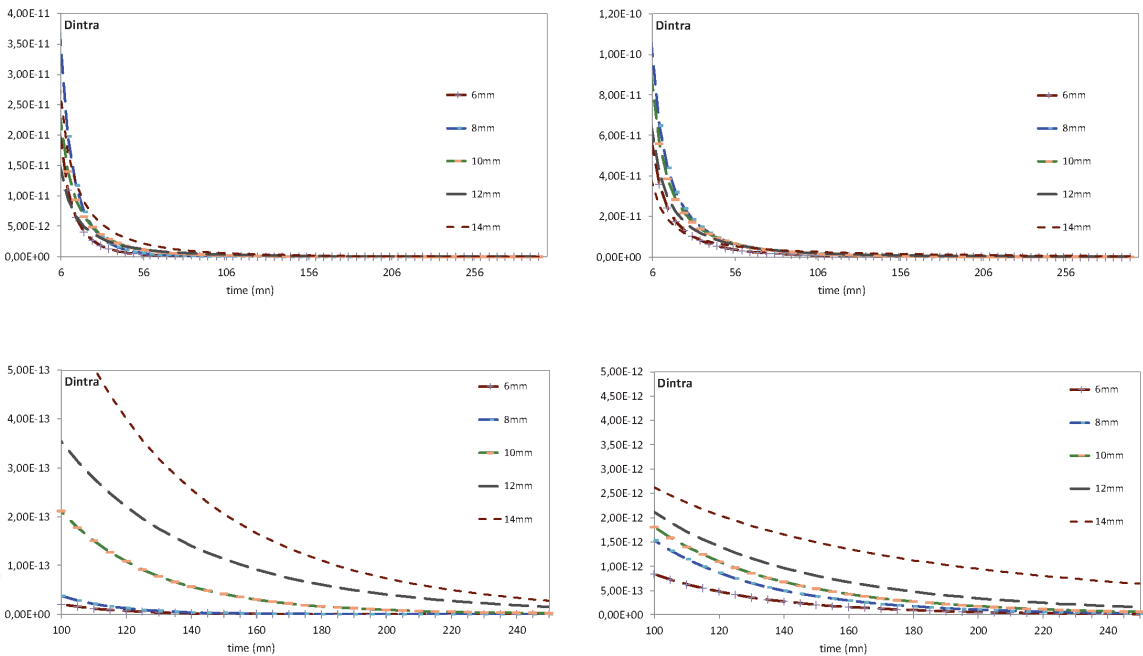 Dintra
4,00E-11
3,50E-11
3,00E-11
2,50E-11
2,00E-11
1,50E-11
1,00E-11
5,00E-12
0,00E+00
6
56
106
156
206
256
time (mn)
6mm
8mm
10mm
12mm
14mm
Dintra
1,20E-10
1,00E-10
8,00E-11
6,00E-11
4,00E-11
2,00E-11
0,00E+00
6
56
106
156
206
256
time (mn)
6mm
8mm
10mm
12mm
14mm
Dintra
5,00E-13
4,00E-13
3,00E-13
2,00E-13
1,00E-13
0,00E+00
100
120
140
160
180
200
220
240
time (mn)
6mm
8mm
10mm
12mm
14mm
Dintra
5,00E-12
4,50E-12
4,00E-12
3,50E-12
3,00E-12
2,50E-12
2,00E-12
1,50E-12
1,00E-12
5,00E-13
0,00E+00
100
120
140
160
180
200
220
240
time (mn)
6mm
8mm
10mm
12mm
14mm